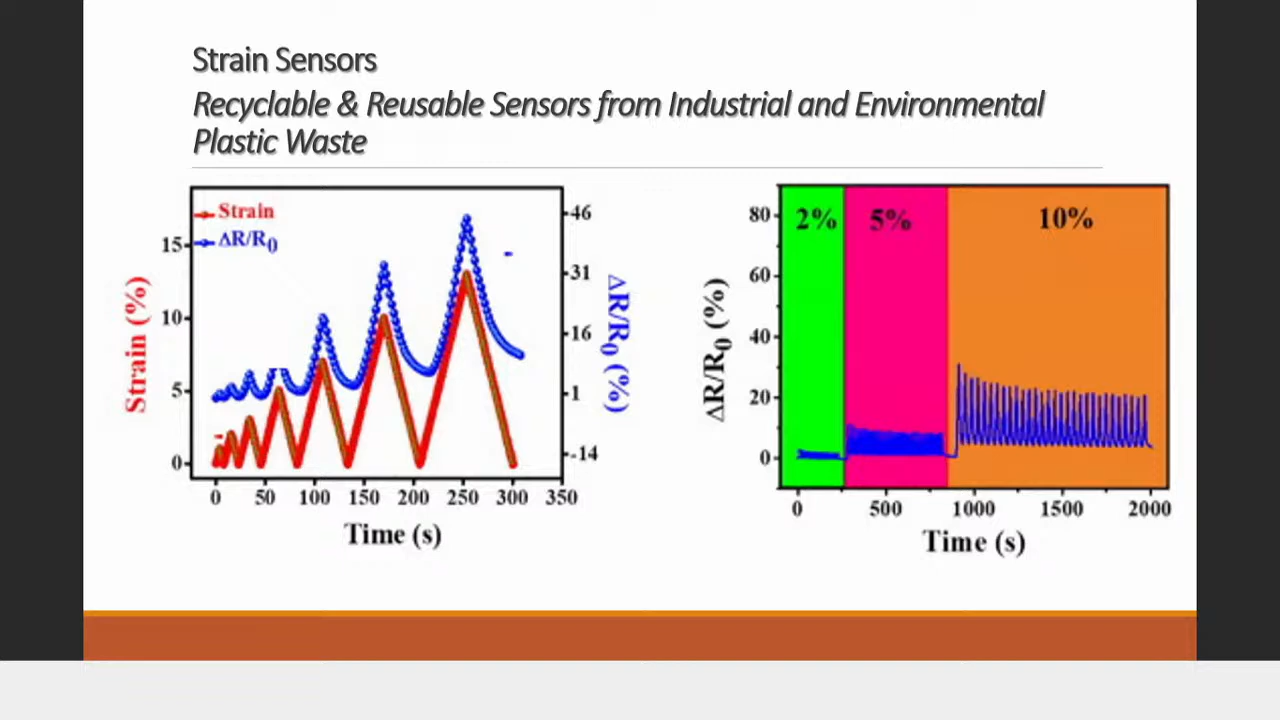 Strain Sensors
Recyclable & Reusable Sensors from Industrial and Environmental
Plastic Waste
Strain
ΔR/R0
15
10
5
0
Strain (%)
46
31
16
1
-14
ΔR/R0 (%)
0 50 100 150 200 250 300 350
Time (s)
2% 5% 10%
80
60
40
20
0
ΔR/R0 (%)
0 500 1000 1500 2000
Time (s)